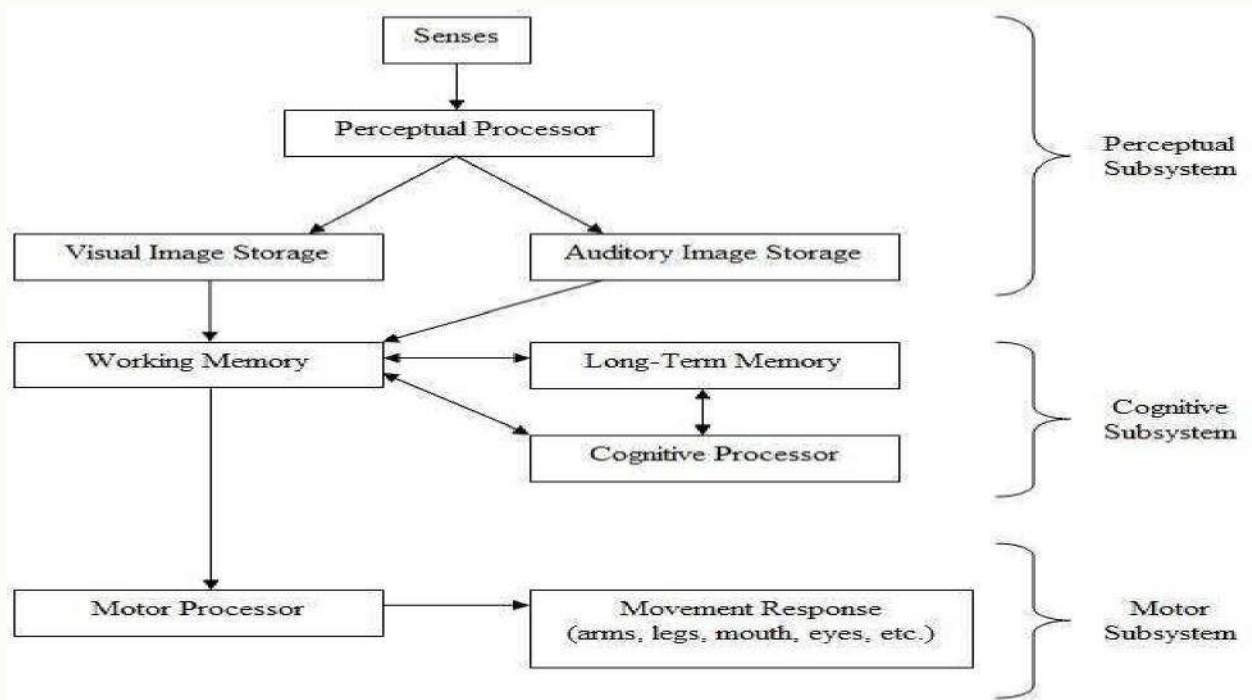 Senses
Perceptual Processor
Perceptual
Subsystem
Visual Image Storage
Auditory Image Storage
Working Memory
Long-Term Memory
Cognitive
Subsystem
Cognitive Processor
Motor Processor
Movement Response
(arms, legs, mouth, eyes, etc.)
Motor
Subsystem